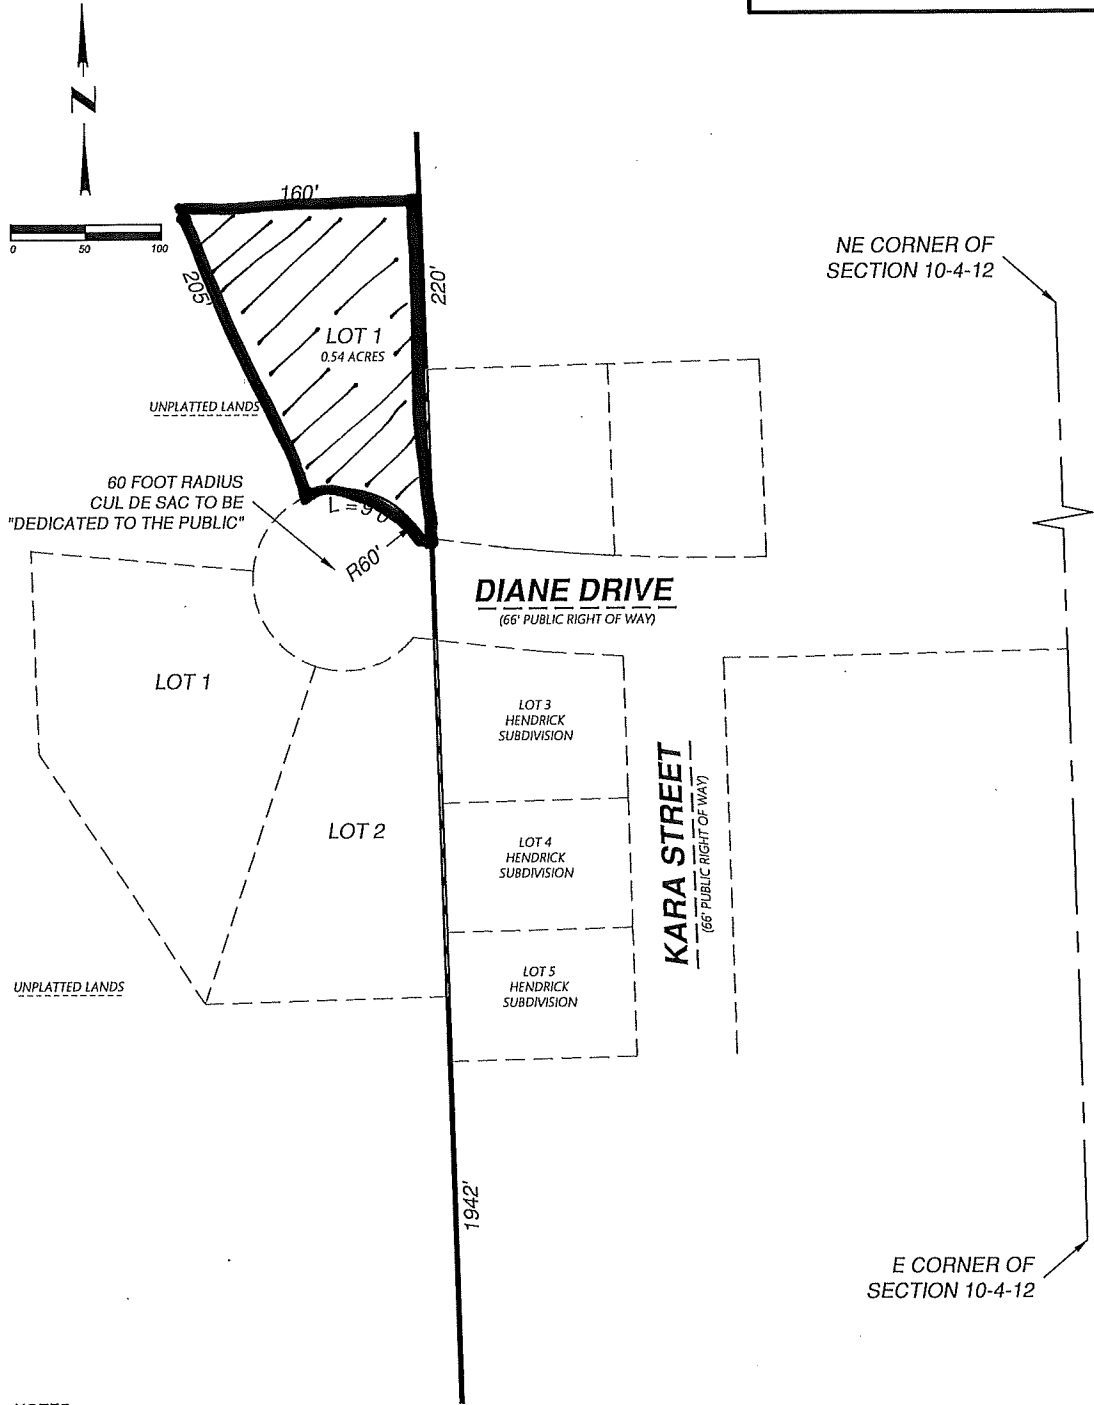 Z
160'
0 50 100
NE CORNER OF
SECTION 10-4-12
205'
220'
LOT 1
0.54 ACRES
UNPLATTED LANDS
60 FOOT RADIUS
CUL DE SAC TO BE
"DEDICATED TO THE PUBLIC"
L = 90'
R60'
DIANE DRIVE
(66' PUBLIC RIGHT OF WAY)
LOT 1
LOT 3
HENDRICK
SUBDIVISION
KARA STREET
(66' PUBLIC RIGHT OF WAY)
LOT 2
LOT 4
HENDRICK
SUBDIVISION
LOT 5
HENDRICK
SUBDIVISION
UNPLATTED LANDS
1942'
E CORNER OF
SECTION 10-4-12